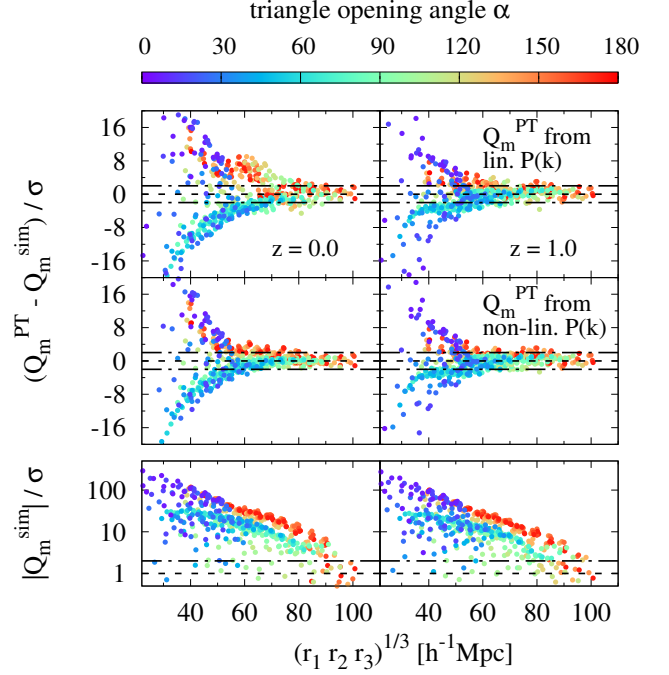 triangle opening angle α
0 30 60 90 120 150 180
16 8 0 -8 -16
(Q_m^PT - Q_m^sim) / σ
Q_m^PT from
lin. P(k)
z = 0.0
z = 1.0
16 8 0 -8 -16
Q_m^PT from
non-lin. P(k)
100 10 1
|Q_m^sim| / σ
40 60 80 100
40 60 80 100
(r_1 r_2 r_3)^1/3 [h^-1Mpc]